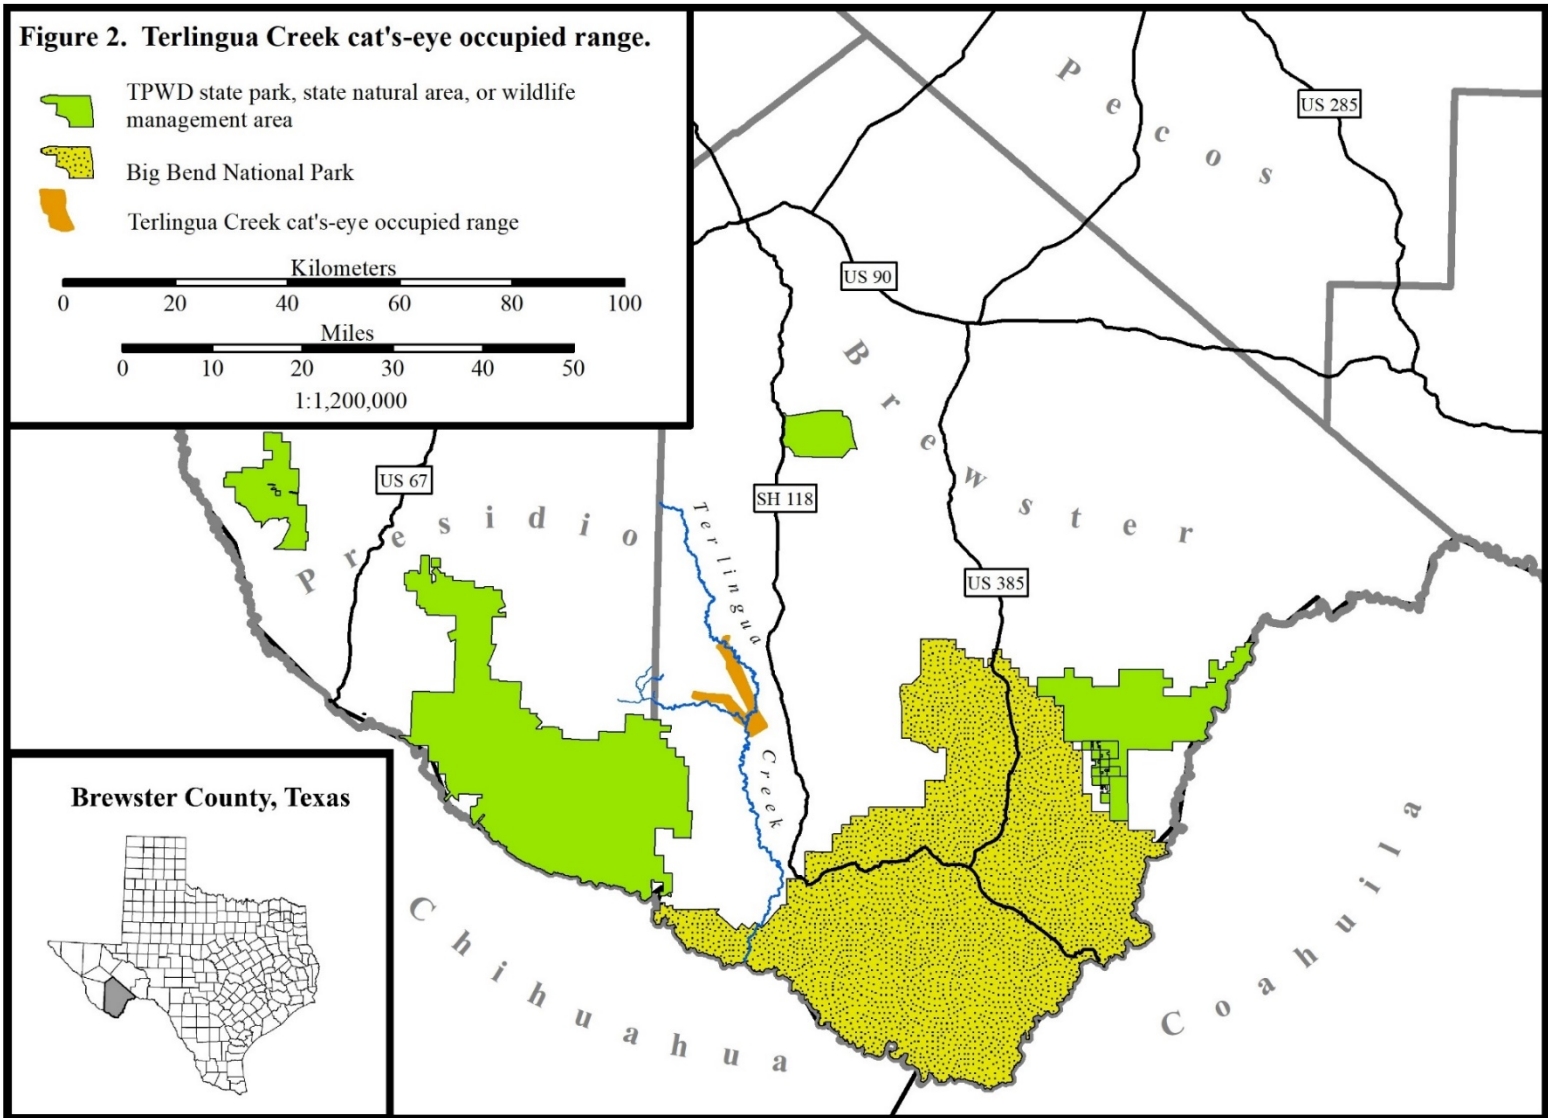 Figure 2. Terlingua Creek cat's-eye occupied range.
TPWD state park, state natural area, or wildlife
management area
Big Bend National Park
Terlingua Creek cat's-eye occupied range
Kilometers
0 20 40 60 80 100
Miles
0 10 20 30 40 50
1:1,200,000
Pecos
US 285
US 90
Brewster
US 67
SH 118
Presidio
Terlingua
US 385
Creek
Brewster County, Texas
Chihuahua
Coahuila